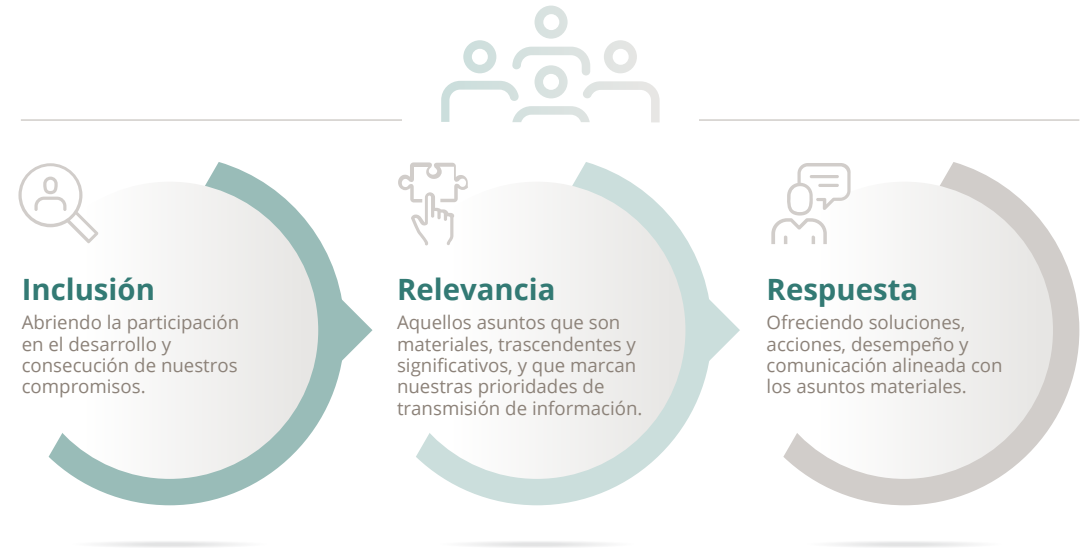 Inclusión
Abriendo la participación
en el desarrollo y
consecución de nuestros
compromisos.
Relevancia
Aquellos asuntos que son
materiales, trascendentes y
significativos, y que marcan
nuestras prioridades de
transmisión de información.
Respuesta
Ofreciendo soluciones,
acciones, desempeño y
comunicación alineada con
los asuntos materiales.